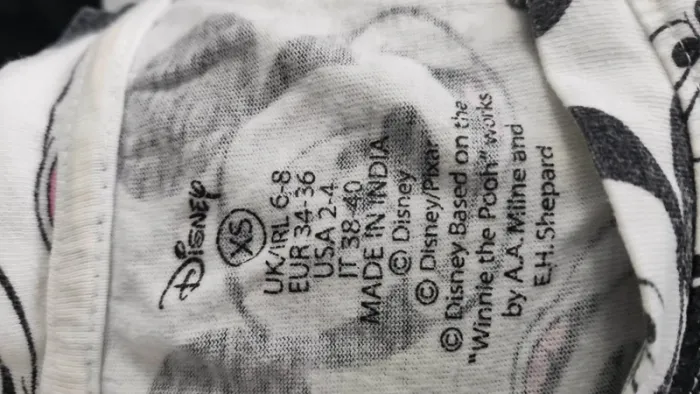 Disney
XS
UK/IRL 6-8
EUR 34-36
USA 2-4
IT 38-40
MADE IN INDIA
© Disney
© Disney/Pixar
© Disney Based on the
"Winnie the Pooh" works
by A.A. Milne and
E.H. Shepard